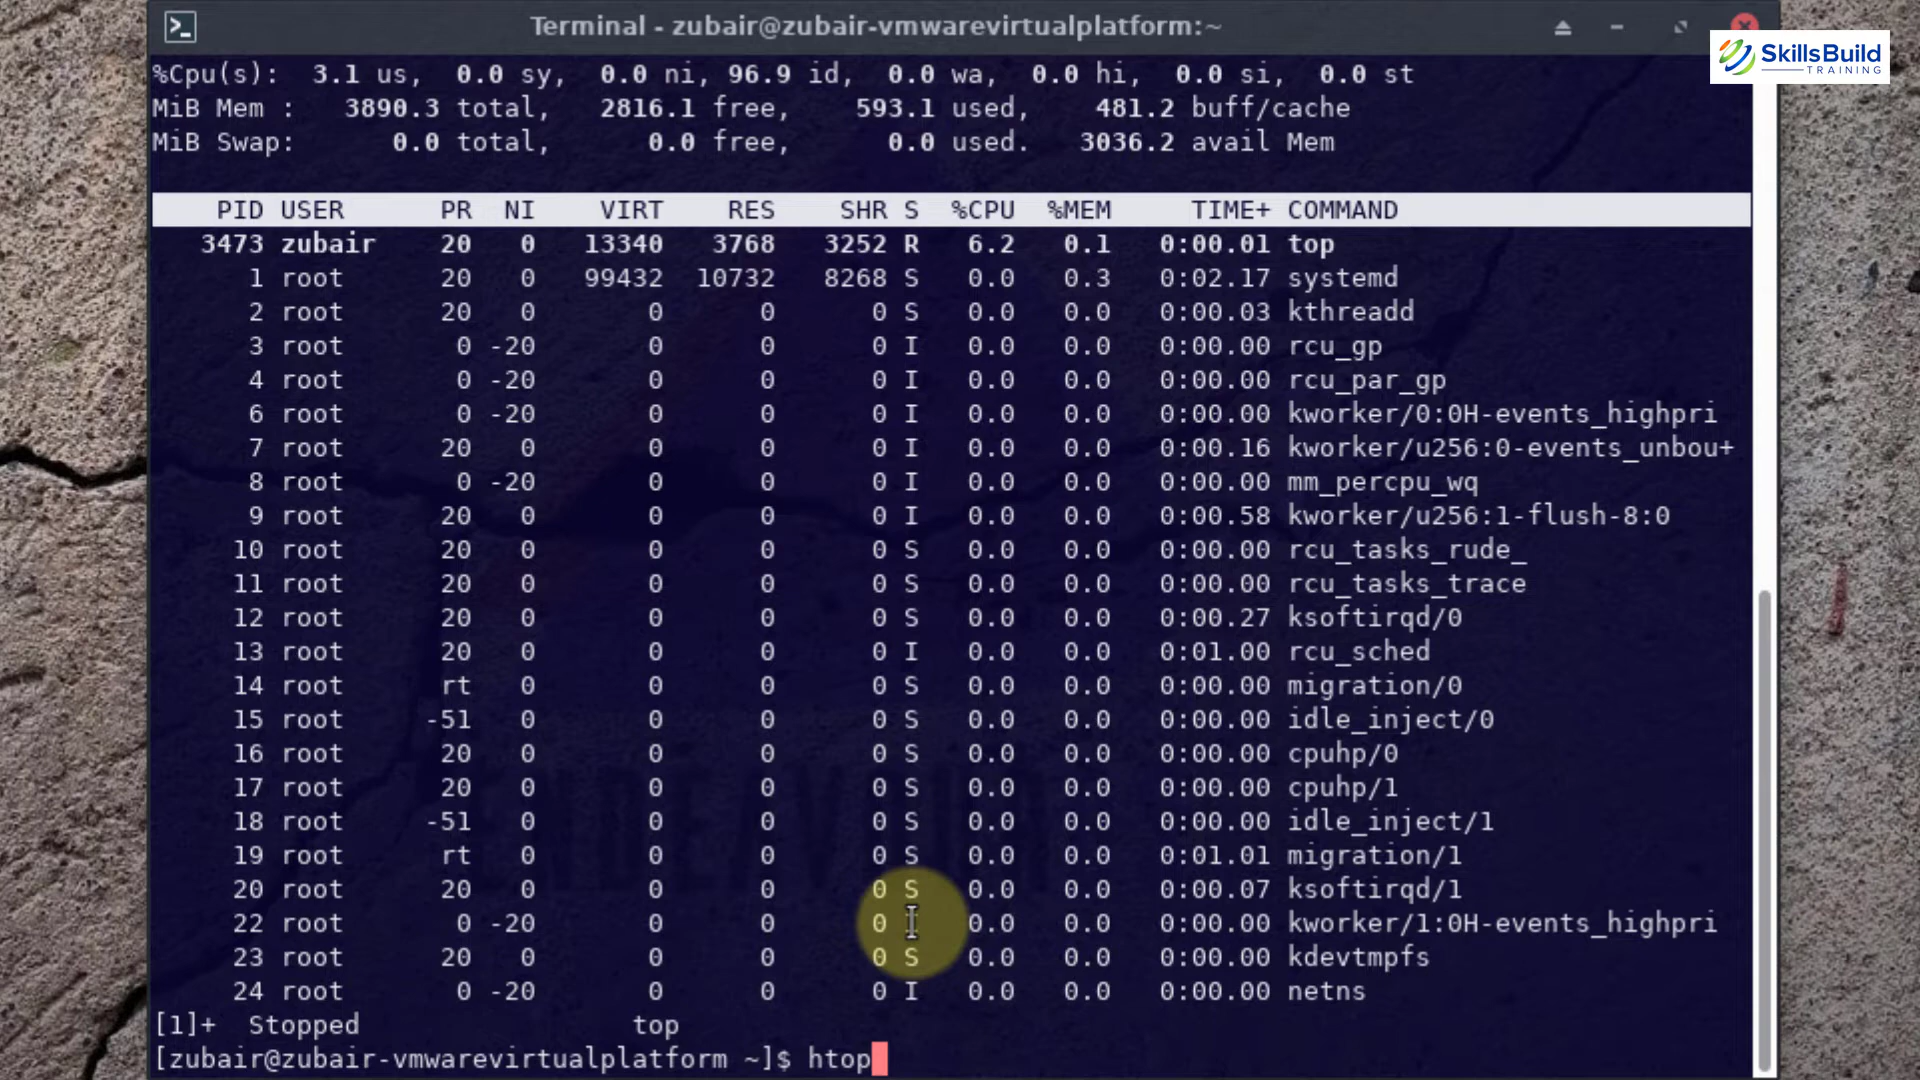 Terminal - zubair@zubair-vmwarevirtualplatform:~
SkillsBuild
TRAINING
%Cpu(s):  3.1 us,  0.0 sy,  0.0 ni, 96.9 id,  0.0 wa,  0.0 hi,  0.0 si,  0.0 st
MiB Mem :   3890.3 total,   2816.1 free,    593.1 used,    481.2 buff/cache
MiB Swap:      0.0 total,      0.0 free,      0.0 used.   3036.2 avail Mem
PID USER      PR  NI    VIRT    RES    SHR S  %CPU  %MEM     TIME+ COMMAND
3473 zubair    20   0   13340   3768   3252 R   6.2   0.1   0:00.01 top
1 root      20   0   99432  10732   8268 S   0.0   0.3   0:02.17 systemd
2 root      20   0       0      0      0 S   0.0   0.0   0:00.03 kthreadd
3 root       0 -20       0      0      0 I   0.0   0.0   0:00.00 rcu_gp
4 root       0 -20       0      0      0 I   0.0   0.0   0:00.00 rcu_par_gp
6 root       0 -20       0      0      0 I   0.0   0.0   0:00.00 kworker/0:0H-events_highpri
7 root      20   0       0      0      0 I   0.0   0.0   0:00.16 kworker/u256:0-events_unbou+
8 root       0 -20       0      0      0 I   0.0   0.0   0:00.00 mm_percpu_wq
9 root      20   0       0      0      0 I   0.0   0.0   0:00.58 kworker/u256:1-flush-8:0
10 root      20   0       0      0      0 S   0.0   0.0   0:00.00 rcu_tasks_rude_
11 root      20   0       0      0      0 S   0.0   0.0   0:00.00 rcu_tasks_trace
12 root      20   0       0      0      0 S   0.0   0.0   0:00.27 ksoftirqd/0
13 root      20   0       0      0      0 I   0.0   0.0   0:01.00 rcu_sched
14 root      rt   0       0      0      0 S   0.0   0.0   0:00.00 migration/0
15 root     -51   0       0      0      0 S   0.0   0.0   0:00.00 idle_inject/0
16 root      20   0       0      0      0 S   0.0   0.0   0:00.00 cpuhp/0
17 root      20   0       0      0      0 S   0.0   0.0   0:00.00 cpuhp/1
18 root     -51   0       0      0      0 S   0.0   0.0   0:00.00 idle_inject/1
19 root      rt   0       0      0      0 S   0.0   0.0   0:01.01 migration/1
20 root      20   0       0      0      0 S   0.0   0.0   0:00.07 ksoftirqd/1
22 root       0 -20       0      0      0 I   0.0   0.0   0:00.00 kworker/1:0H-events_highpri
23 root      20   0       0      0      0 S   0.0   0.0   0:00.00 kdevtmpfs
24 root       0 -20       0      0      0 I   0.0   0.0   0:00.00 netns
[1]+  Stopped                 top
[zubair@zubair-vmwarevirtualplatform ~]$ htop
ENDEAVOUR